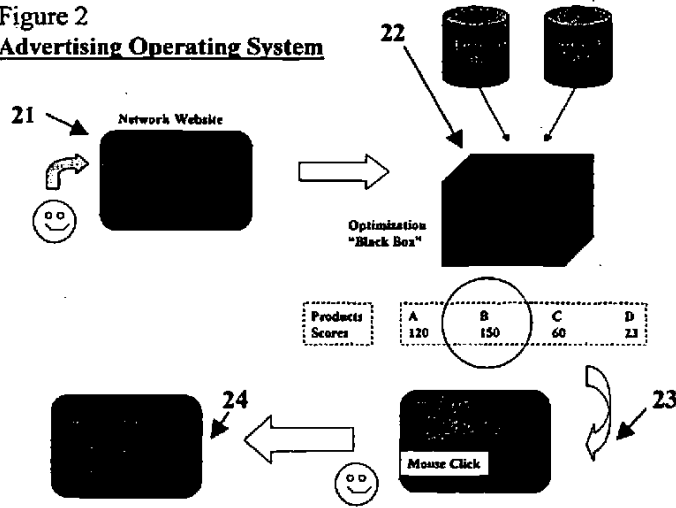 Figure 2
Advertising Operating System
22
21
Network Website
Optimization
"Black Box"
Products A B C D
Scores 120 150 60 23
24
23
Mouse Click